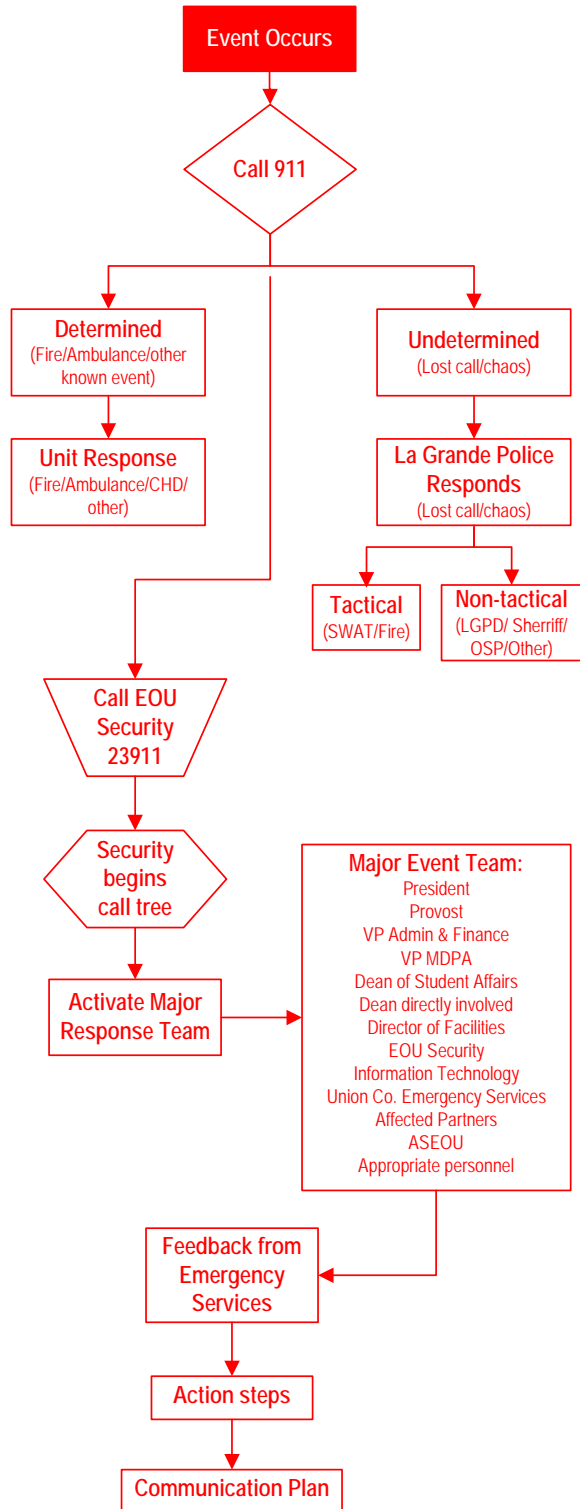 Event Occurs
Call 911
Determined
(Fire/Ambulance/other
known event)
Undetermined
(Lost call/chaos)
Unit Response
(Fire/Ambulance/CHD/
other)
La Grande Police
Responds
(Lost call/chaos)
Tactical
(SWAT/Fire)
Non-tactical
(LGPD/ Sherriff/
OSP/Other)
Call EOU
Security
23911
Security
begins
call tree
Activate Major
Response Team
Major Event Team:
President
Provost
VP Admin & Finance
VP MDPA
Dean of Student Affairs
Dean directly involved
Director of Facilities
EOU Security
Information Technology
Union Co. Emergency Services
Affected Partners
ASEOU
Appropriate personnel
Feedback from
Emergency
Services
Action steps
Communication Plan